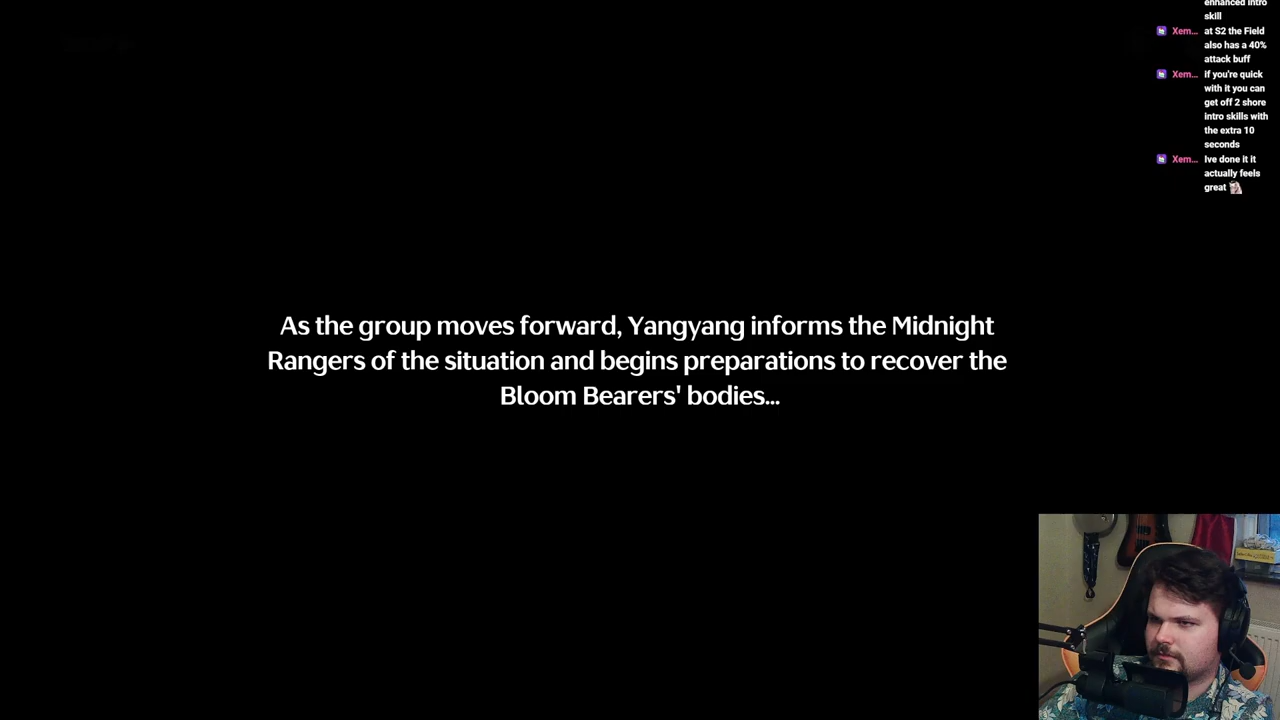 enhanced intro
skill
Xem... at S2 the Field
also has a 40%
attack buff
Xem... if you're quick
with it you can
get off 2 shore
intro skills with
the extra 10
seconds
Xem... Ive done it it
actually feels
great
As the group moves forward, Yangyang informs the Midnight
Rangers of the situation and begins preparations to recover the
Bloom Bearers' bodies...